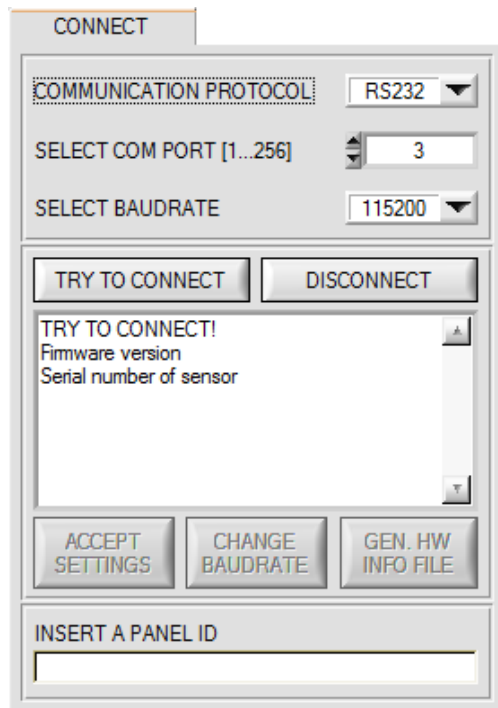 CONNECT
COMMUNICATION PROTOCOL RS232
SELECT COM PORT [1...256] 3
SELECT BAUDRATE 115200
TRY TO CONNECT DISCONNECT
TRY TO CONNECT!
Firmware version
Serial number of sensor
ACCEPT SETTINGS CHANGE BAUDRATE GEN. HW INFO FILE
INSERT A PANEL ID